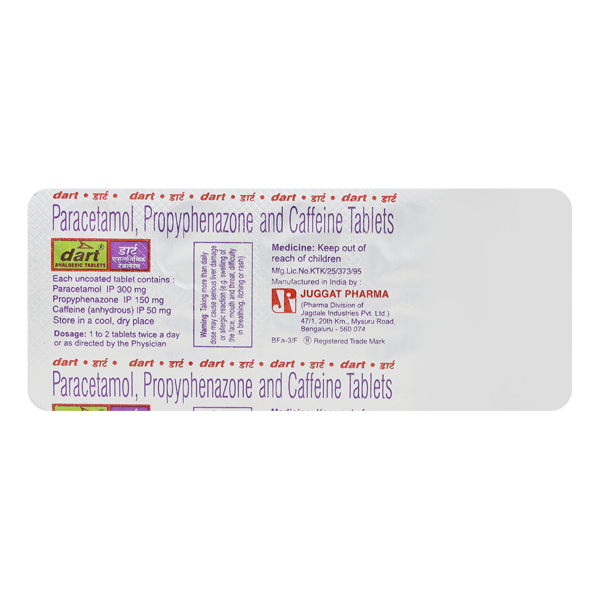 dart • डार्ट • dart • डार्ट • dart • डार्ट • dart • डार्ट • dart • डार्ट
Paracetamol, Propyphenazone and Caffeine Tablets
dart®
ANALGESIC TABLETS
डार्ट
एनाल्जेसिक
टेबलेट्स
Each uncoated tablet contains :
Paracetamol IP 300 mg
Propyphenazone IP 150 mg
Caffeine (anhydrous) IP 50 mg
Store in a cool, dry place
Dosage: 1 to 2 tablets twice a day
or as directed by the Physician
Warning: Taking more than daily
dose may cause serious liver damage
or allergic reaction (e.g. swelling of
the face, mouth and throat, difficulty
in breathing, itching or rash)
Medicine: Keep out of
reach of children
Mfg.Lic.No.KTK/25/373/95
Manufactured in India by :
JP
JUGGAT PHARMA
(Pharma Division of
Jagdale Industries Pvt. Ltd.)
47/1, 20th Km., Mysuru Road,
Bengaluru - 560 074
BFa-3/F ® Registered Trade Mark
dart • डार्ट • dart • डार्ट • dart • डार्ट • dart • डार्ट • dart • डार्ट
Paracetamol, Propyphenazone and Caffeine Tablets